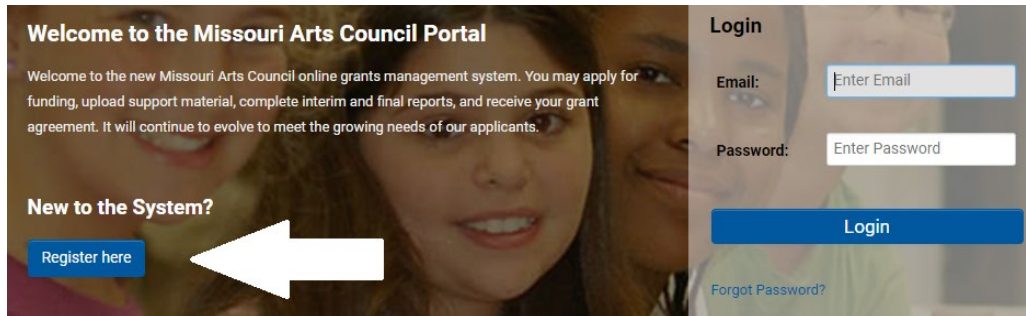 Welcome to the Missouri Arts Council Portal
Welcome to the new Missouri Arts Council online grants management system. You may apply for
funding, upload support material, complete interim and final reports, and receive your grant
agreement. It will continue to evolve to meet the growing needs of our applicants.
New to the System?
Register here
Login
Email:
Enter Email
Password:
Enter Password
Login
Forgot Password?